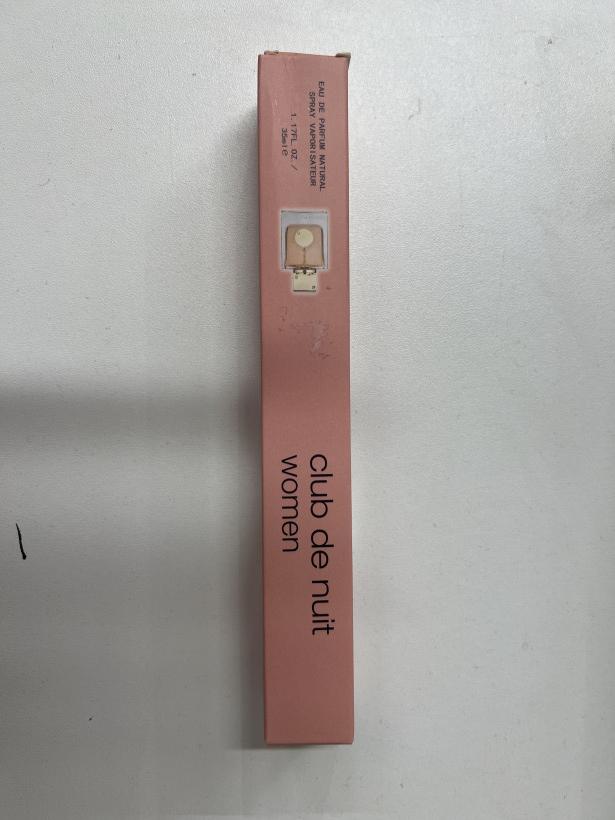 EAU DE PARFUM NATURAL
SPRAY VAPORISATEUR
1.17FL OZ. /
35ml e
club de nuit
women